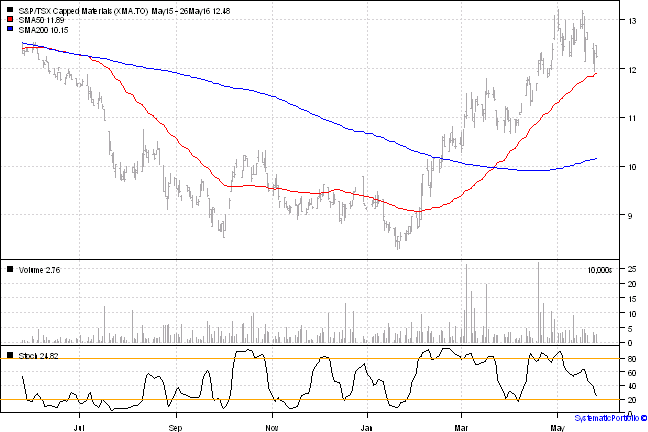 S&P/TSX Capped Materials (XMA.TO) May15 - 26May16 12.48
SMA50 11.89
SMA200 10.15
13
12
11
10
9
Volume 2.76
10,000s
25
20
15
10
5
0
Stoch 24.82
80
60
40
20
0
Jul
Sep
Nov
Jan
Mar
May
SystematicPortfolio ©